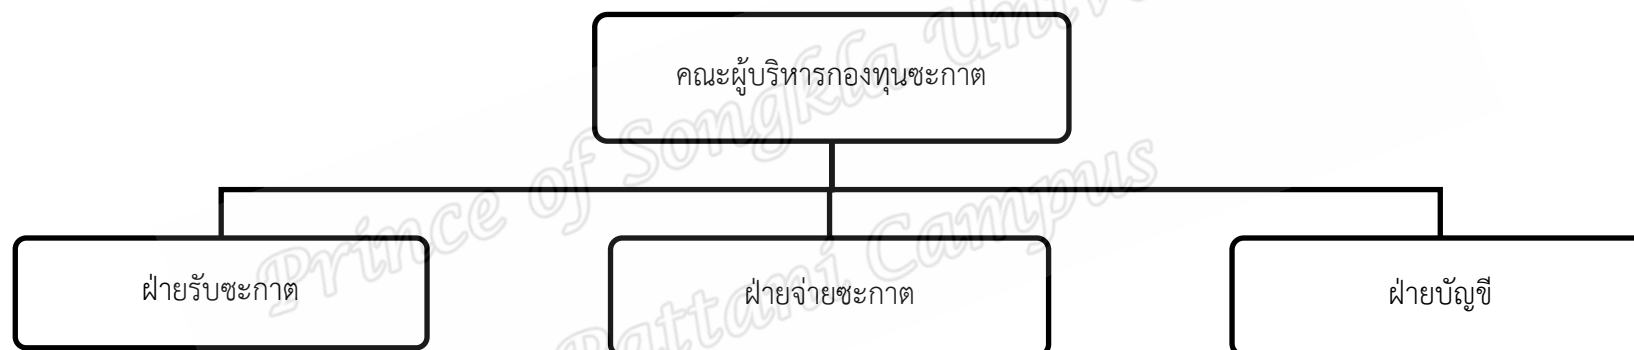 คณะผู้บริหารกองทุนซะกาต
ฝ่ายรับซะกาต
ฝ่ายจ่ายซะกาต
ฝ่ายบัญชี
Prince of Songkla Univer
Pattani Campus